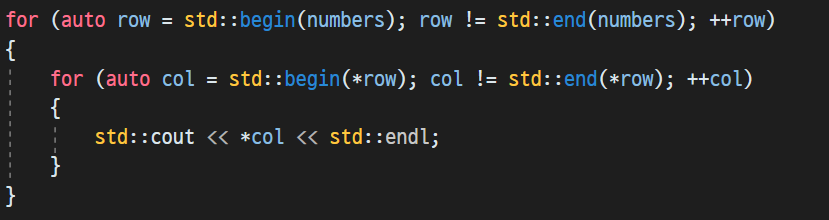 for (auto row = std::begin(numbers); row != std::end(numbers); ++row)
{
    for (auto col = std::begin(*row); col != std::end(*row); ++col)
    {
        std::cout << *col << std::endl;
    }
}